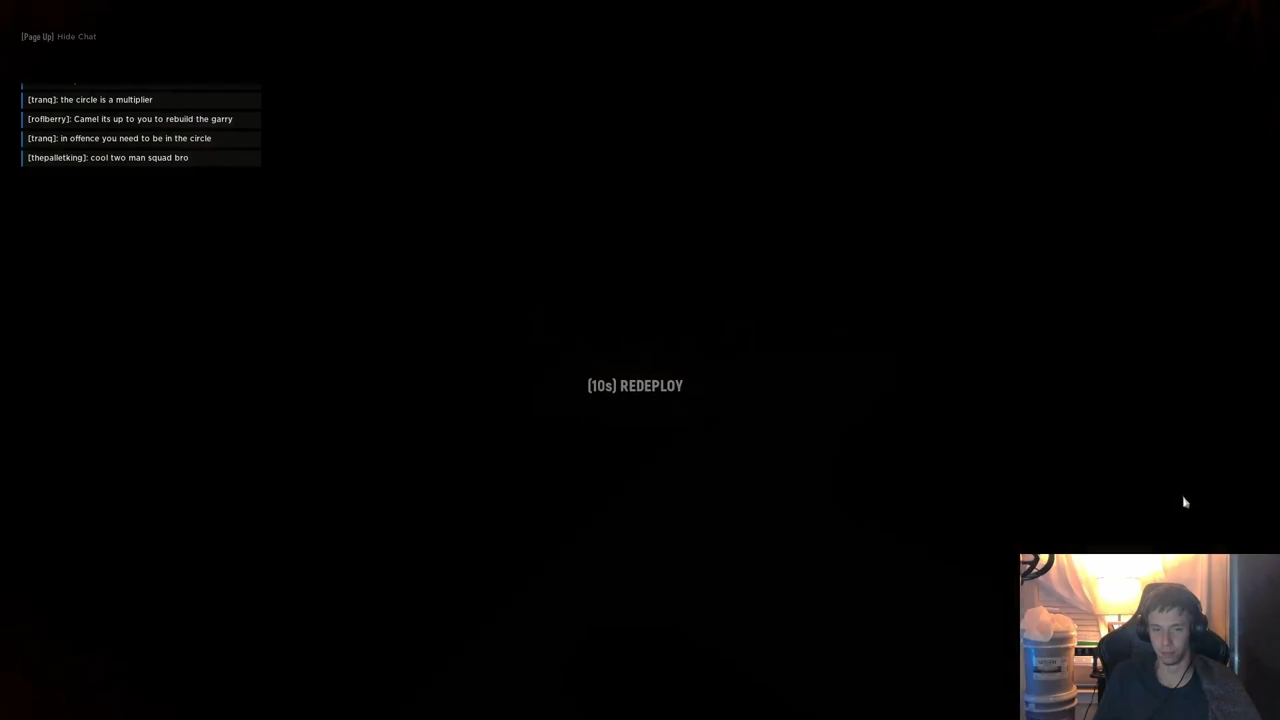 [Page Up] Hide Chat
[tranq]: the circle is a multiplier
[roflberry]: Camel its up to you to rebuild the garry
[tranq]: in offence you need to be in the circle
[thepalletking]: cool two man squad bro
(10s) REDEPLOY